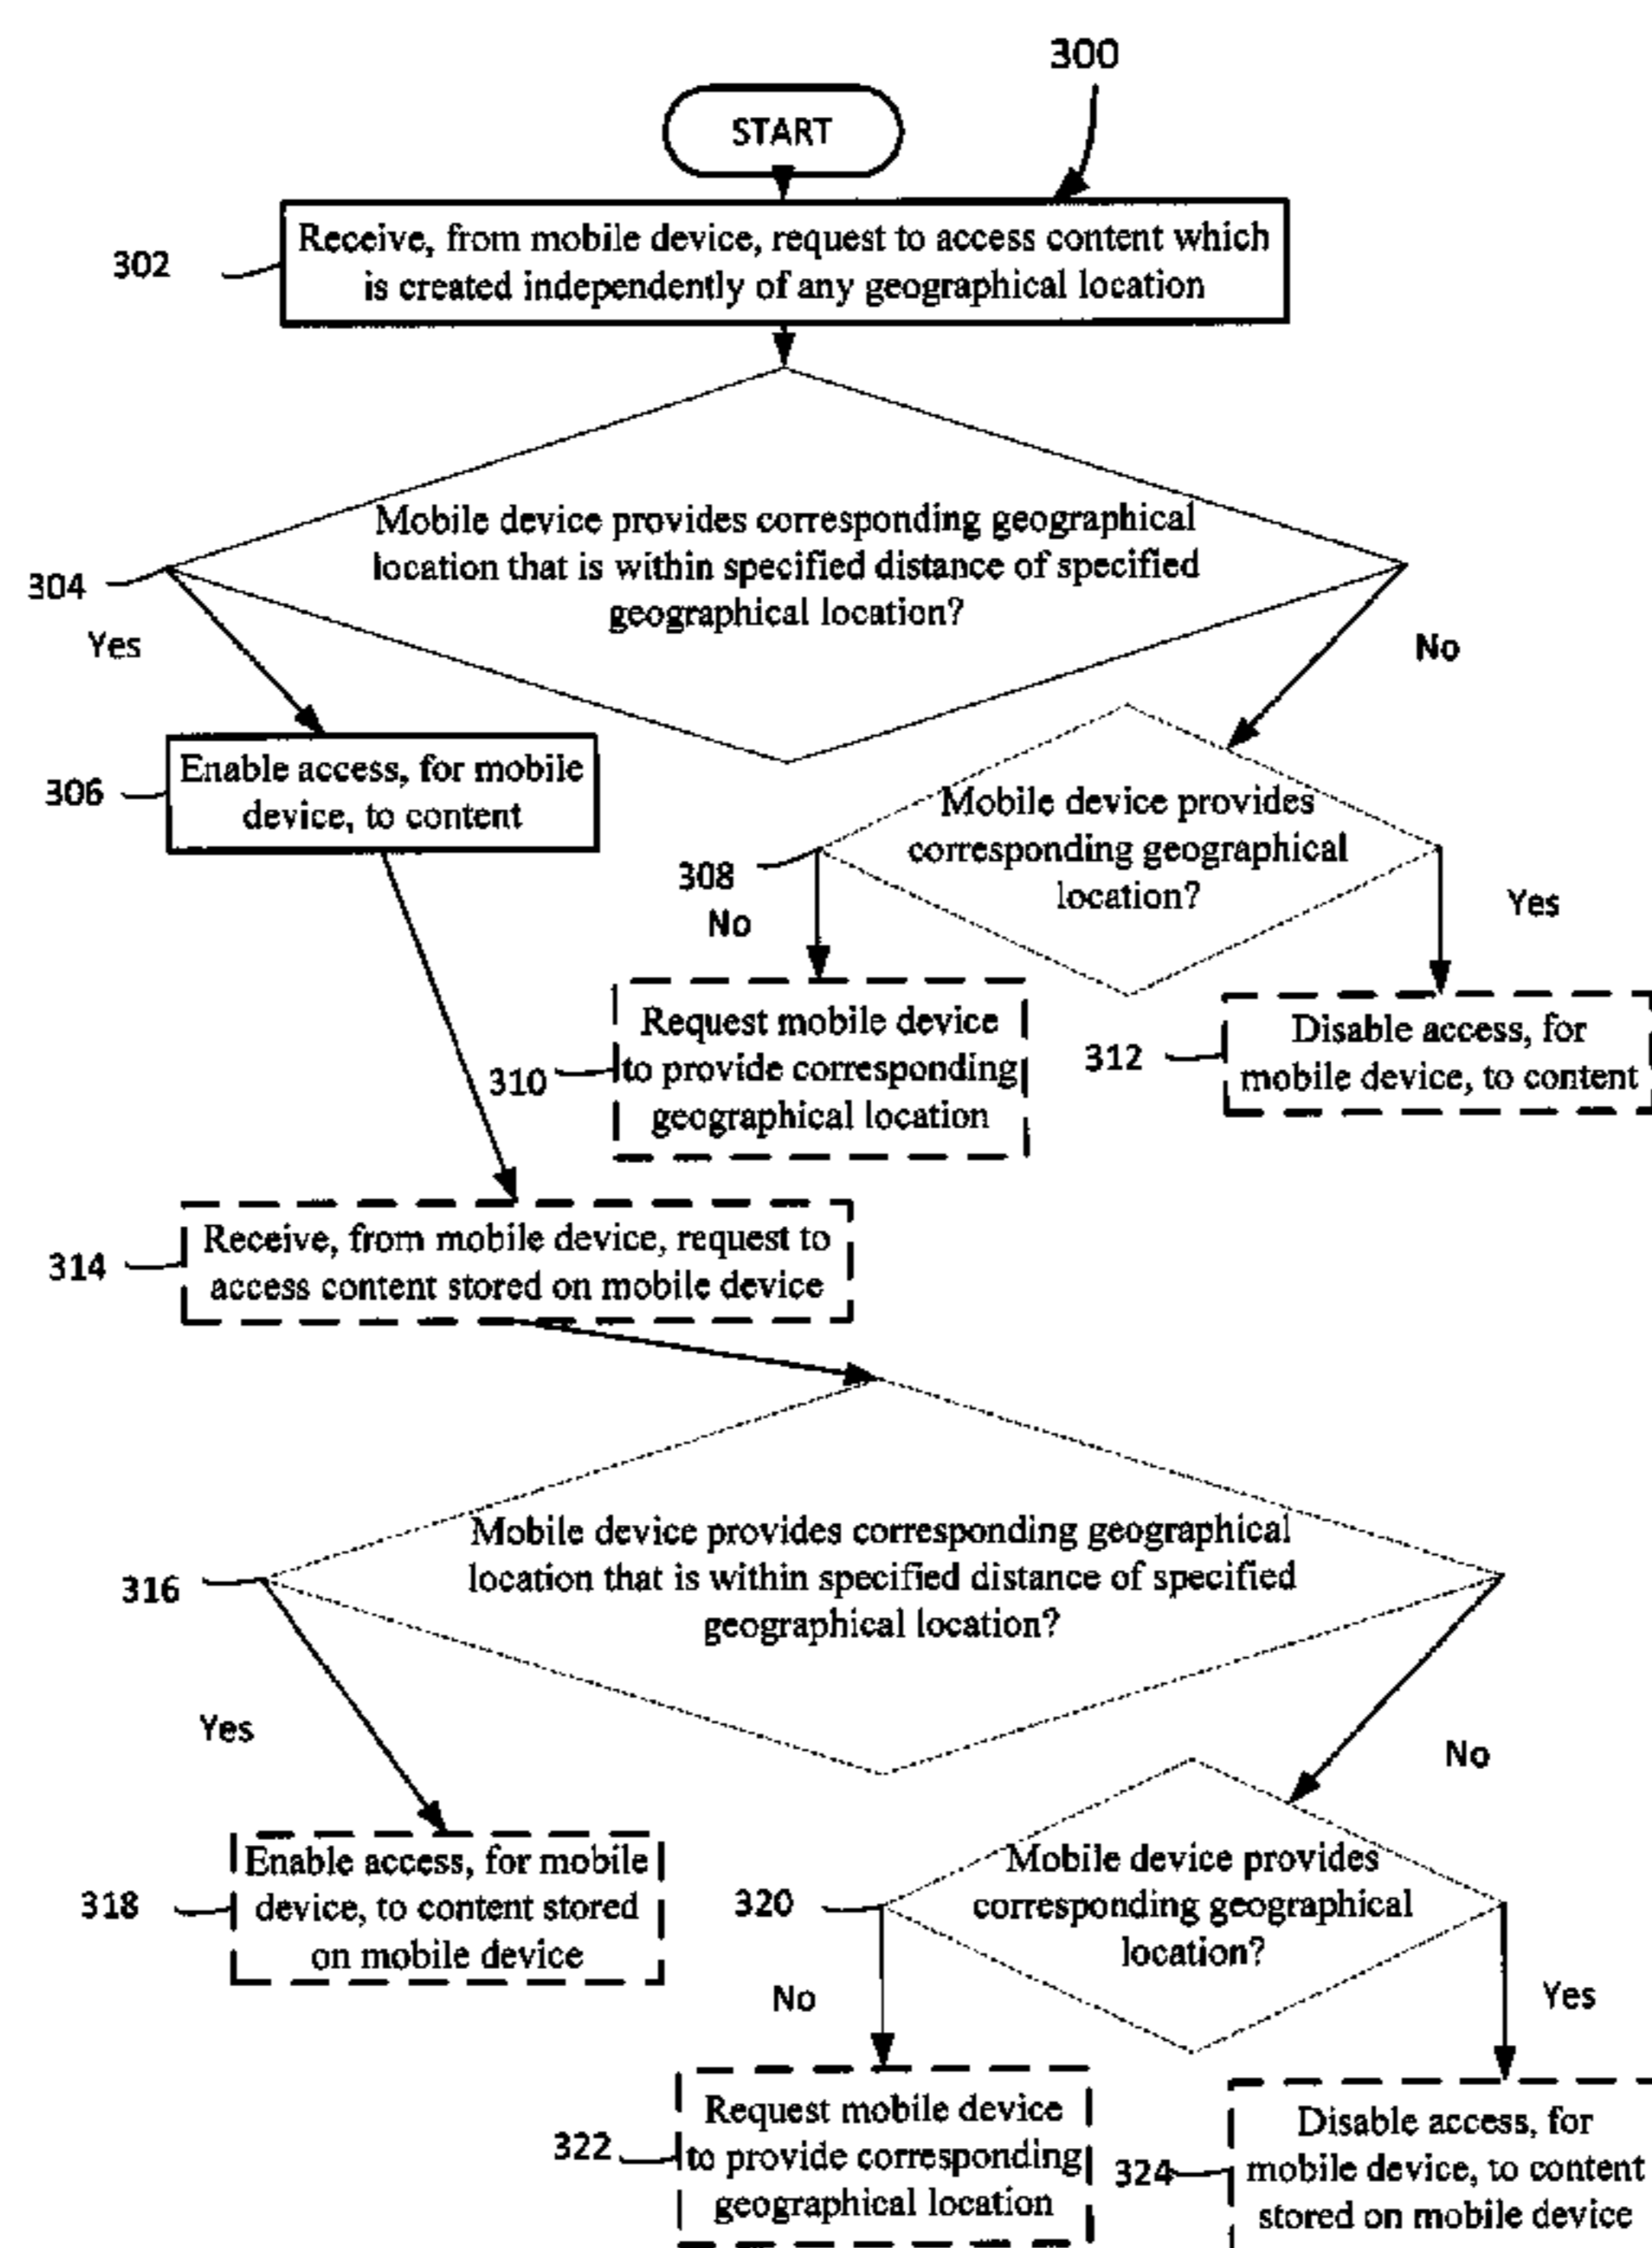 300
START
302
Receive, from mobile device, request to access content which
is created independently of any geographical location
304
Mobile device provides corresponding geographical
location that is within specified distance of specified
geographical location?
Yes
No
306
Enable access, for mobile
device, to content
308
Mobile device provides
corresponding geographical
location?
No
Yes
310
Request mobile device
to provide corresponding
geographical location
312
Disable access, for
mobile device, to content
314
Receive, from mobile device, request to
access content stored on mobile device
316
Mobile device provides corresponding geographical
location that is within specified distance of specified
geographical location?
Yes
No
318
Enable access, for mobile
device, to content stored
on mobile device
320
Mobile device provides
corresponding geographical
location?
No
Yes
322
Request mobile device
to provide corresponding
geographical location
324
Disable access, for
mobile device, to content
stored on mobile device